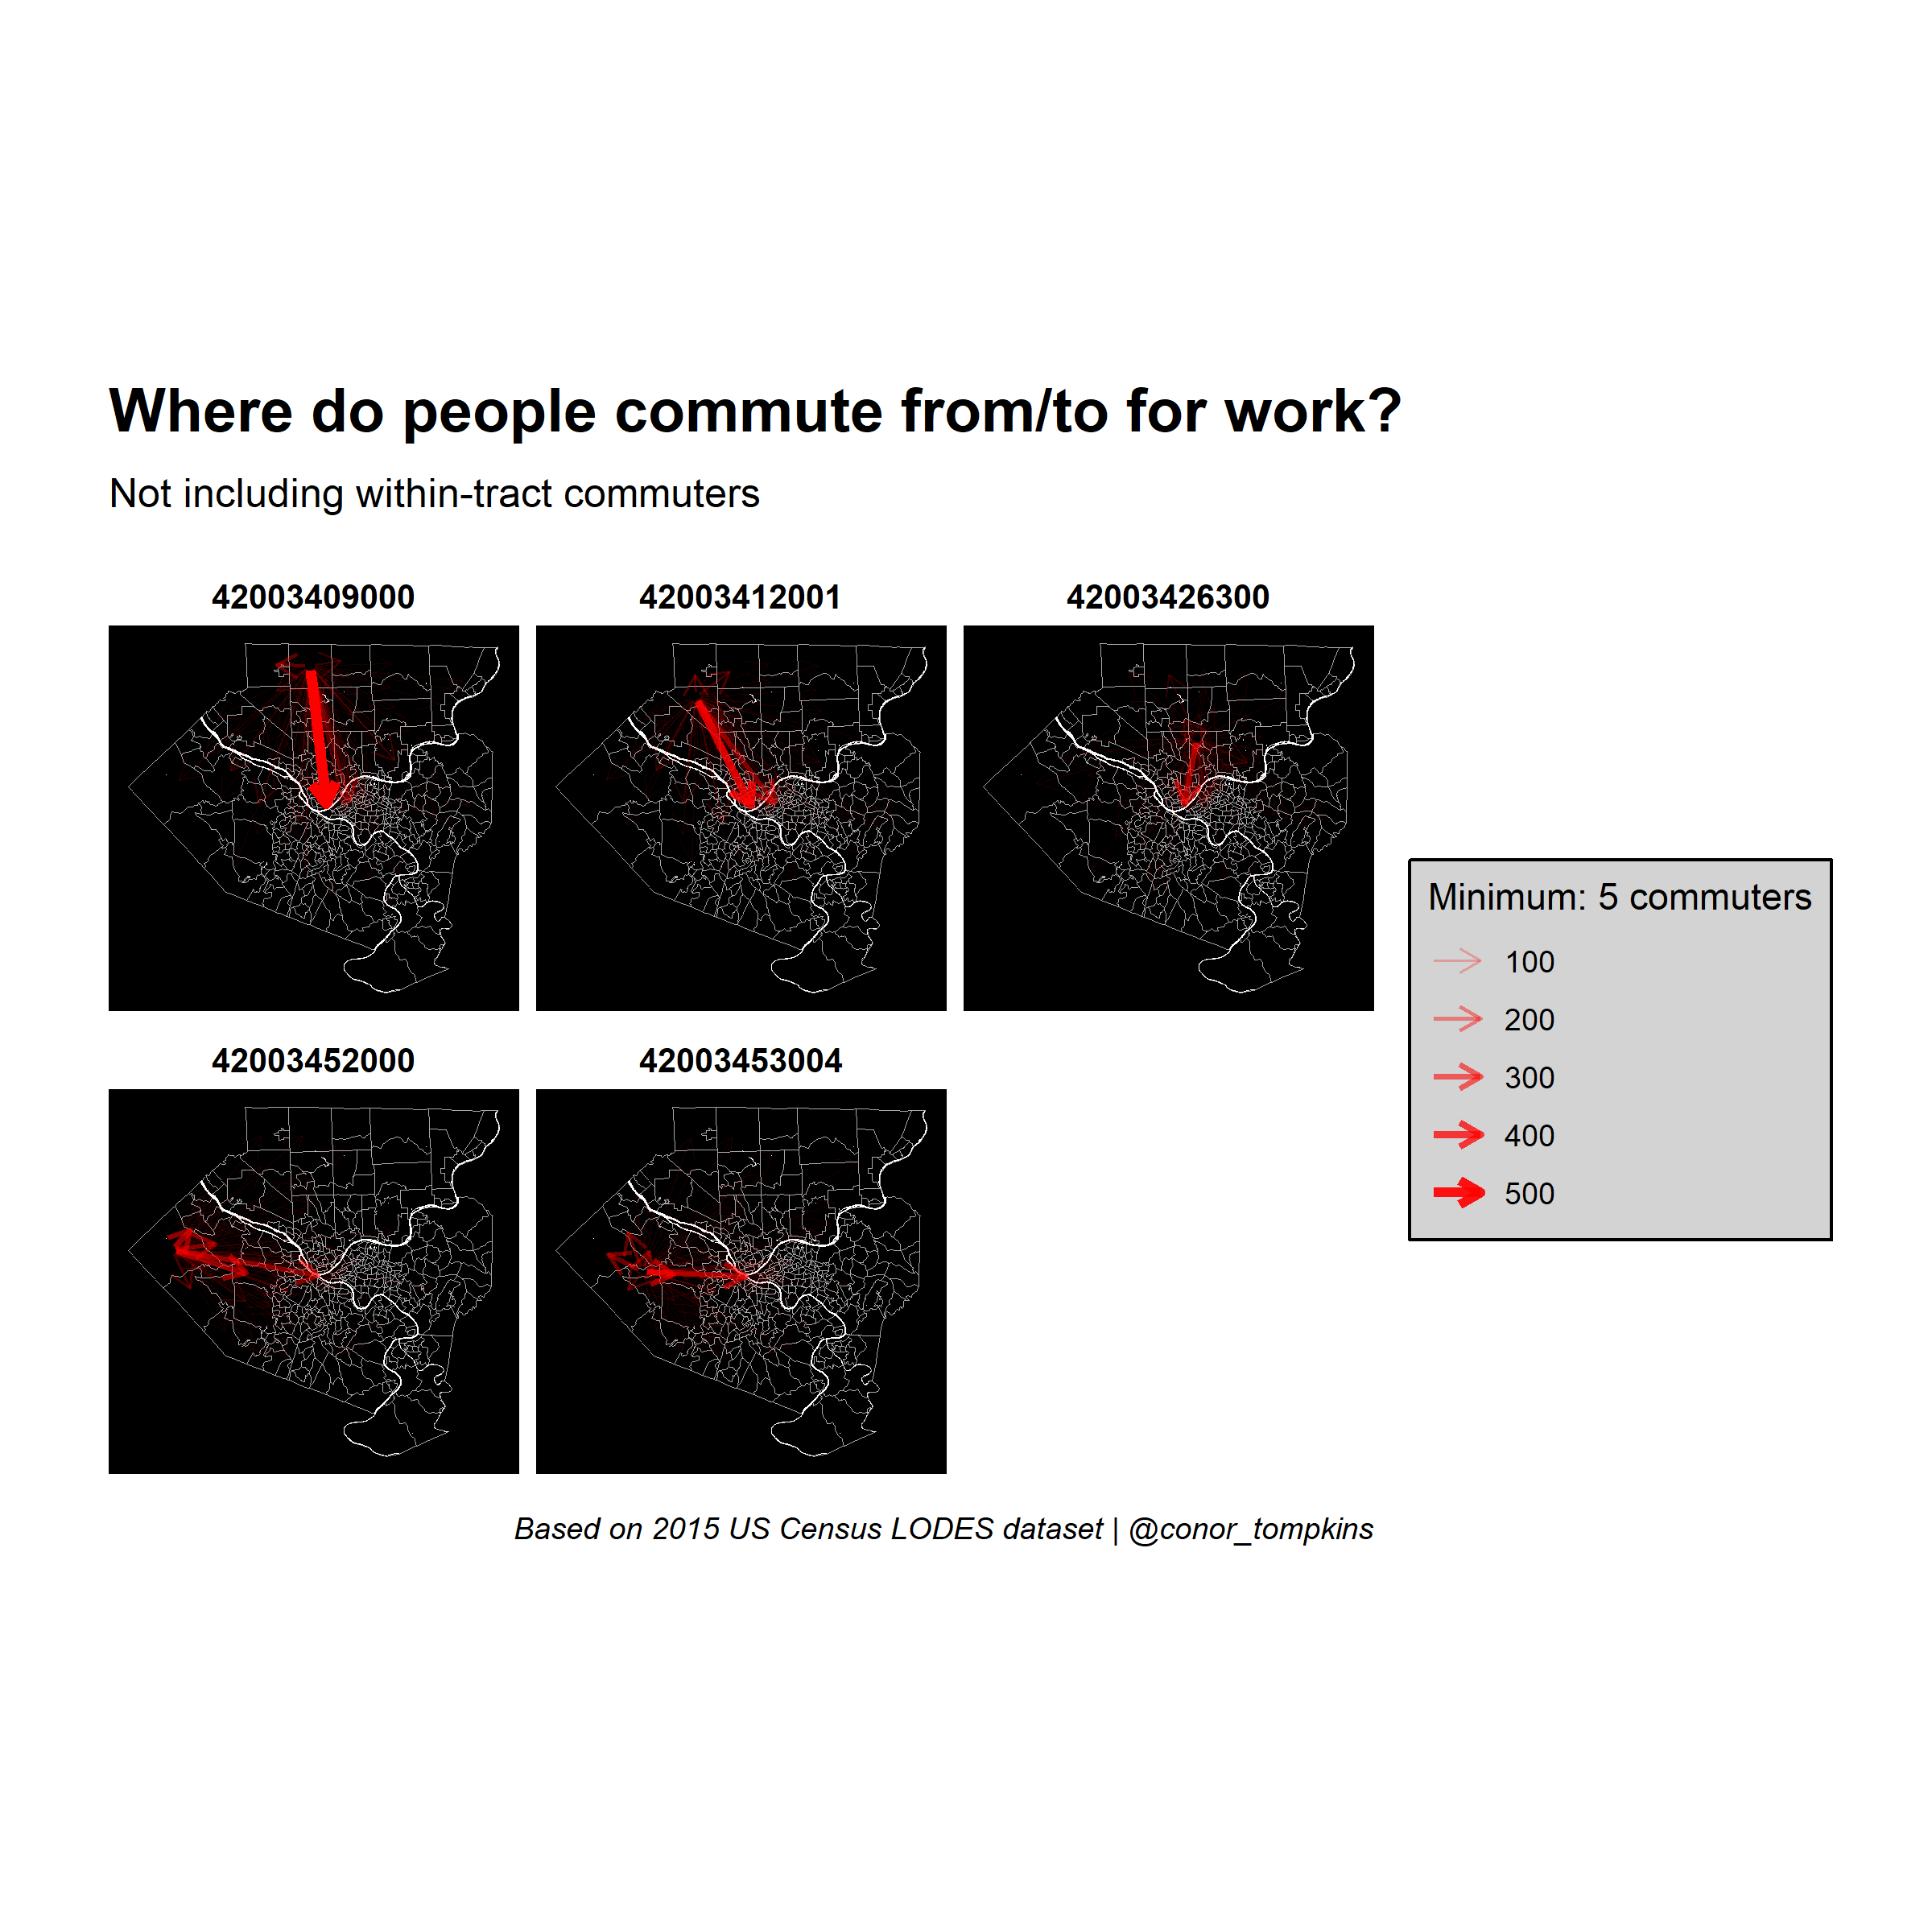 Where do people commute from/to for work?
Not including within-tract commuters
42003409000
42003412001
42003426300
42003452000
42003453004
Minimum: 5 commuters
100
200
300
400
500
Based on 2015 US Census LODES dataset | @conor_tompkins